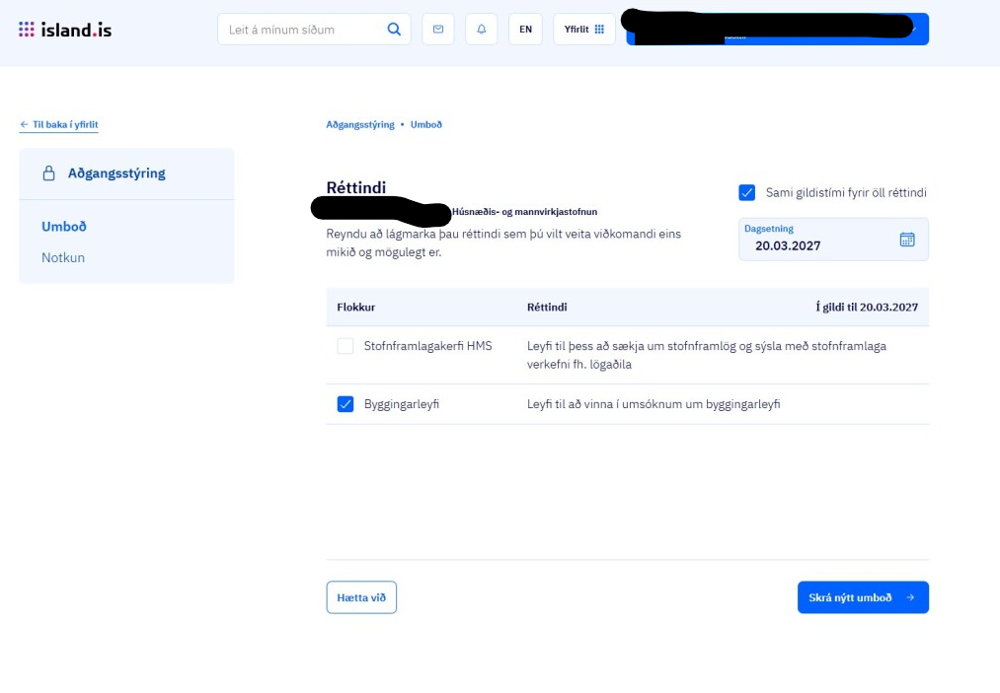 island.is
Leit á mínum síðum
EN
Yfirlit
← Til baka í yfirlit
Aðgangsstýring
Umboð
Notkun
Aðgangsstýring • Umboð
Réttindi
Húsnæðis- og mannvirkjastofnun
Reyndu að lágmarka þau réttindi sem þú vilt veita viðkomandi eins
mikið og mögulegt er.
Sami gildistími fyrir öll réttindi
Dagsetning
20.03.2027
Flokkur Réttindi Í gildi til 20.03.2027
Stofnframlagakerfi HMS Leyfi til þess að sækja um stofnframlög og sýsla með stofnframlaga
verkefni fh. lögaðila
Byggingarleyfi Leyfi til að vinna í umsóknum um byggingarleyfi
Hætta við
Skrá nýtt umboð →